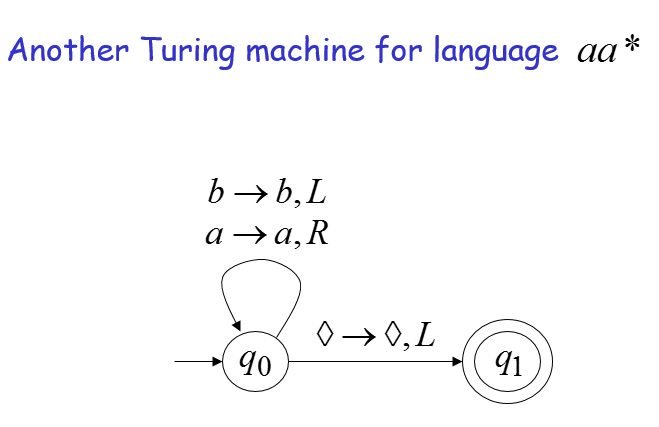 Another Turing machine for language aa*
b → b, L
a → a, R
◊ → ◊, L
q0
q1